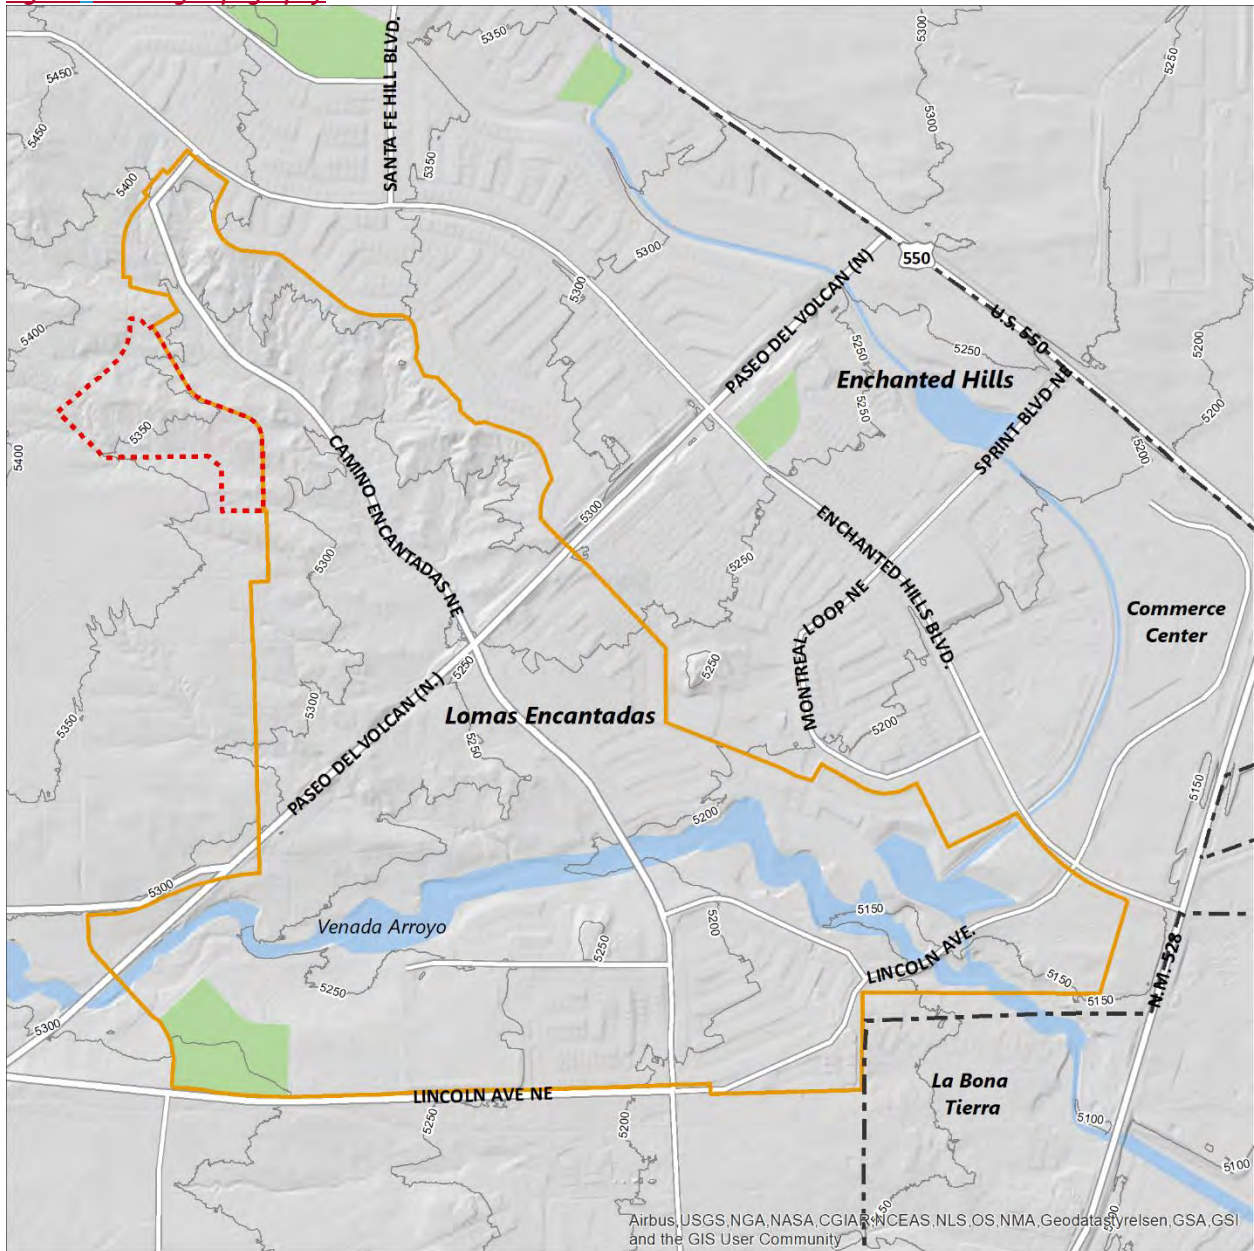 5350
SANTA FE HILL BLVD.
5300
5250
5450
5450
5300
5350
5400
5300
PASEO DEL VOLCAN (N)
550
5300
U.S. 550
5400
5250
5250
5200
Enchanted Hills
SPRINT BLVD NE
5250
5200
5350
5200
5400
CAMINO ENCANTADAS NE
5300
ENCHANTED HILLS BLVD.
5300
5250
MONTREAL LOOP NE
Commerce
Center
5250
5250
PASEO DEL VOLCAN (N.)
5300
Lomas Encantadas
5350
5250
5200
5150
5200
5300
Venada Arroyo
5150
5200
5250
LINCOLN AVE.
N.M. 528
5150
5250
5150
5300
LINCOLN AVE NE
La Bona
Tierra
5250
5200
5100
5100
Airbus,USGS,NGA,NASA,CGIAR,NCEAS,NLS,OS,NMA,Geodatastyrelsen,GSA,GSI
and the GIS User Community